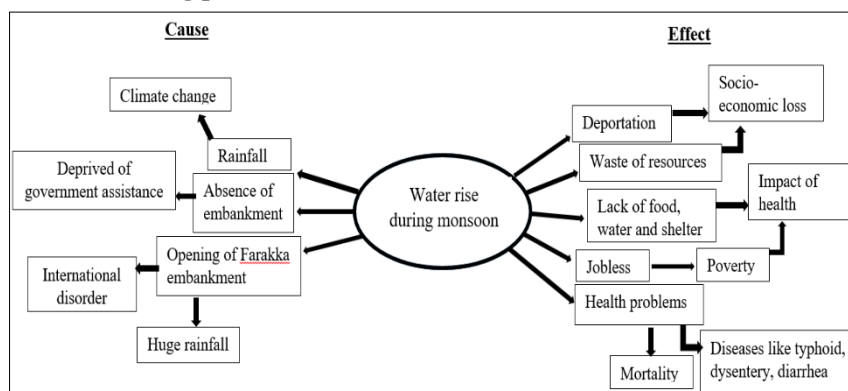 Cause
Effect
Climate change
Rainfall
Deprived of
government assistance
Absence of
embankment
Opening of Farakka
embankment
International
disorder
Huge rainfall
Water rise
during monsoon
Deportation
Socio-
economic loss
Waste of resources
Lack of food,
water and shelter
Impact of
health
Jobless
Poverty
Health problems
Mortality
Diseases like typhoid,
dysentery, diarrhea